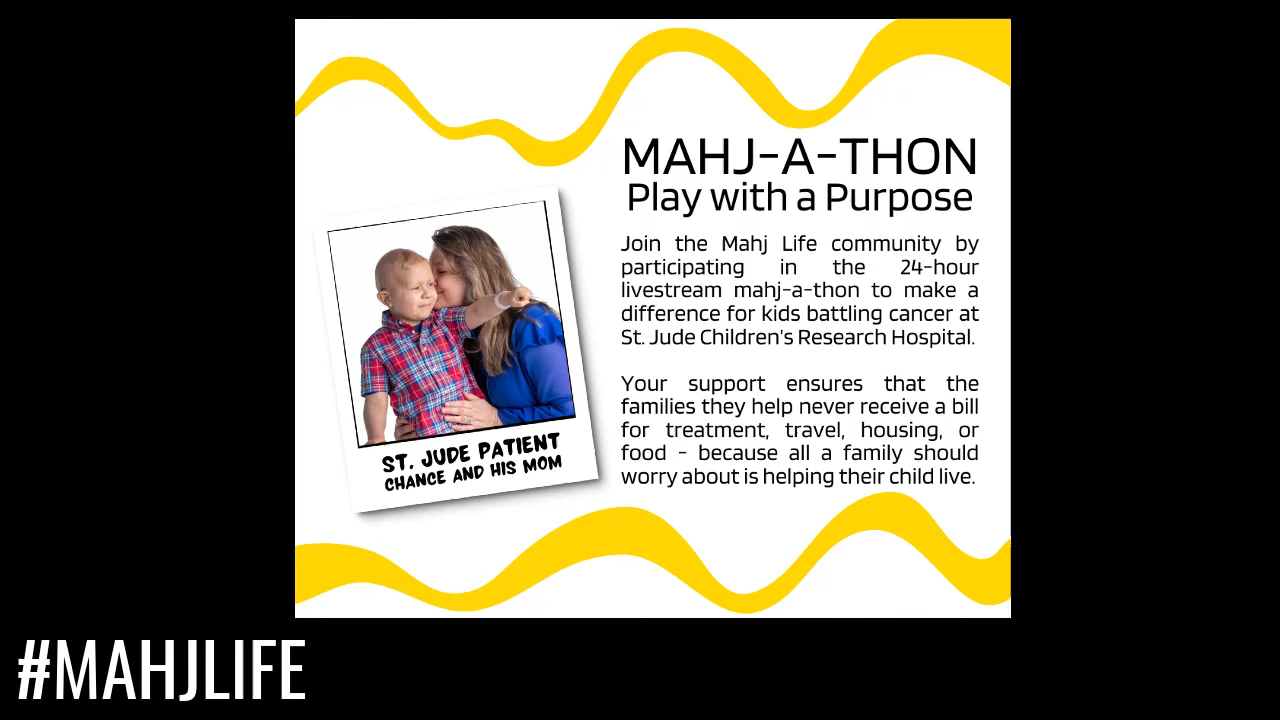 MAHJ-A-THON
Play with a Purpose
Join the Mahj Life community by
participating in the 24-hour
livestream mahj-a-thon to make a
difference for kids battling cancer at
St. Jude Children's Research Hospital.
Your support ensures that the
families they help never receive a bill
for treatment, travel, housing, or
food - because all a family should
worry about is helping their child live.
ST. JUDE PATIENT
CHANCE AND HIS MOM
#MAHJLIFE